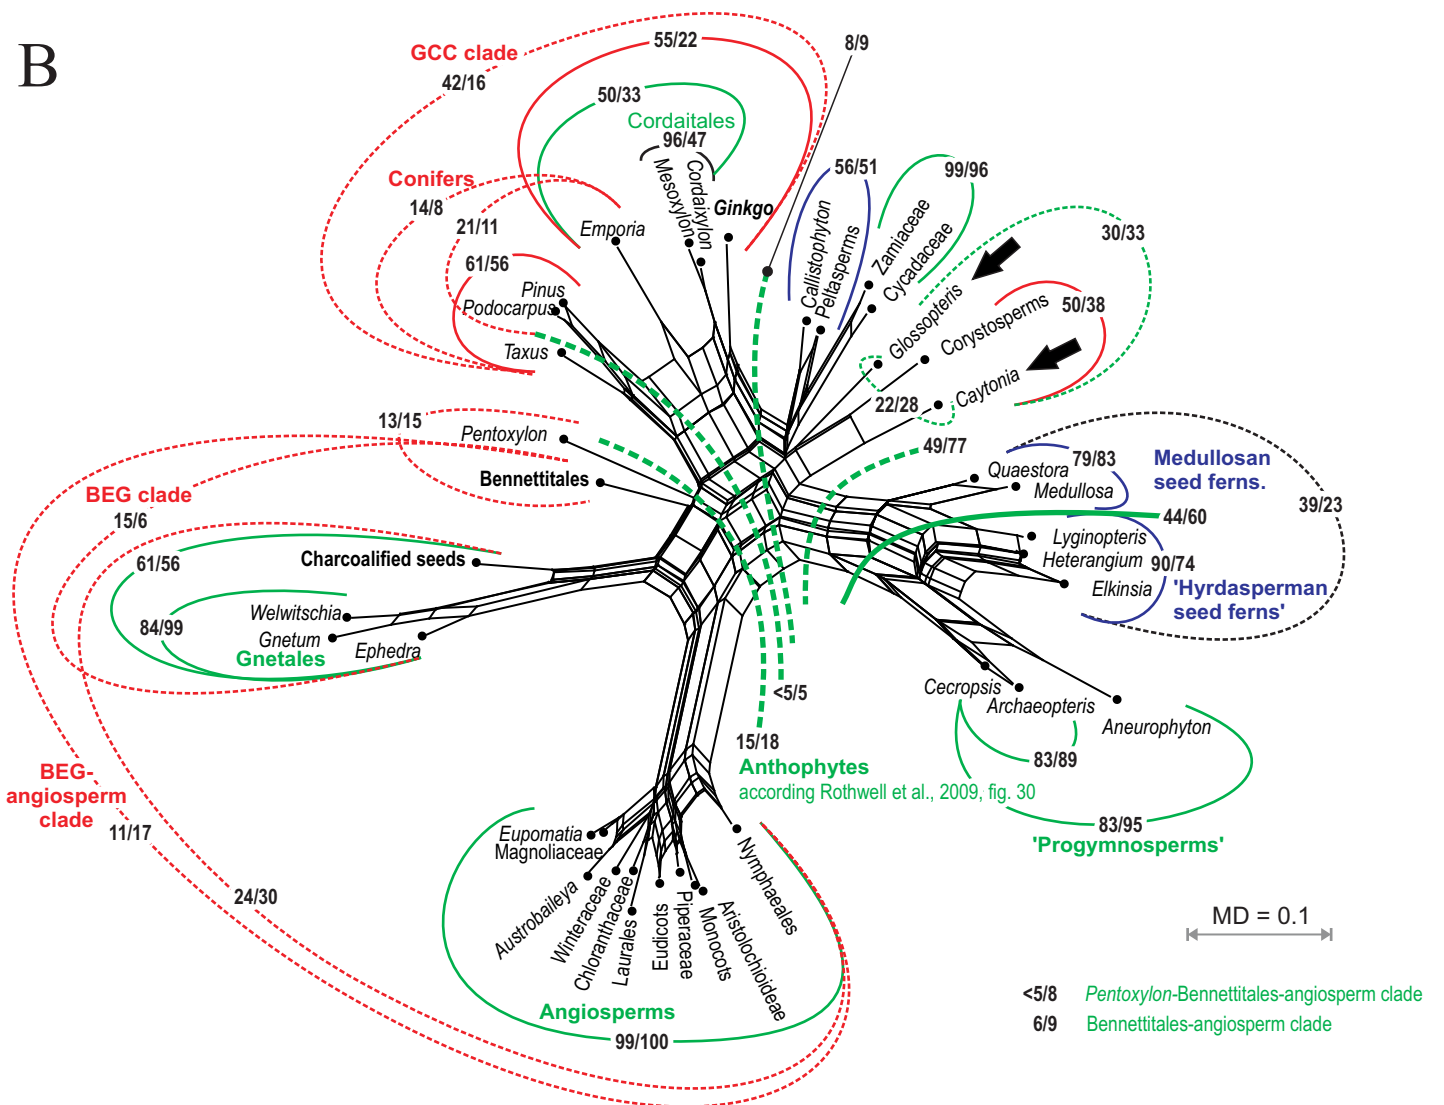 B
GCC clade
42/16
55/22
8/9
50/33
Cordaitales
96/47
Mesoxylon
Cordaixylon
Ginkgo
Conifers
14/8
21/11
Emporia
61/56
Pinus
Podocarpus
Taxus
56/51
Callistophyton
Peltasperms
99/96
Zamiaceae
Cycadaceae
30/33
Glossopteris
Corystosperms
50/38
Caytonia
22/28
49/77
13/15
Pentoxylon
Bennettitales
BEG clade
15/6
Charcoalified seeds
61/56
Welwitschia
84/99
Gnetum
Gnetales
Ephedra
Quaestora
79/83
Medullosa
Medullosan
seed ferns.
39/23
44/60
Lyginopteris
Heterangium
90/74
Elkinsia
'Hyrdasperman
seed ferns'
Cecropsis
Archaeopteris
Aneurophyton
83/89
83/95
'Progymnosperms'
<5/5
15/18
Anthophytes
according Rothwell et al., 2009, fig. 30
BEG-
angiosperm
clade
11/17
24/30
Eupomatia
Magnoliaceae
Austrobaileya
Winteraceae
Chloranthaceae
Laurales
Eudicots
Piperaceae
Monocots
Aristolochioideae
Nymphaeales
Angiosperms
99/100
MD = 0.1
<5/8 Pentoxylon-Bennettitales-angiosperm clade
6/9 Bennettitales-angiosperm clade